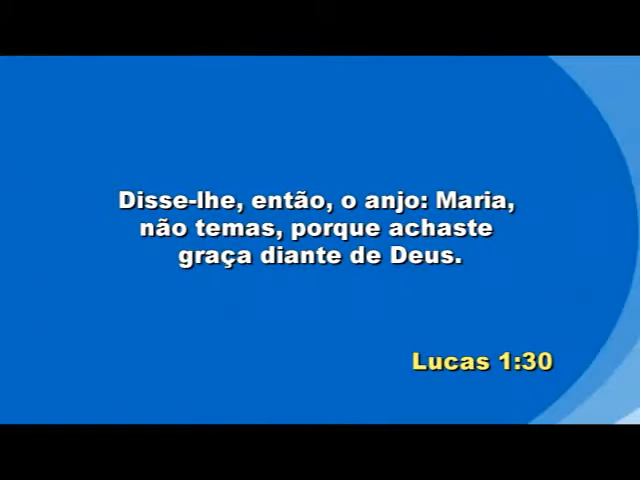 Disse-lhe, então, o anjo: Maria,
não temas, porque achaste
graça diante de Deus.
Lucas 1:30